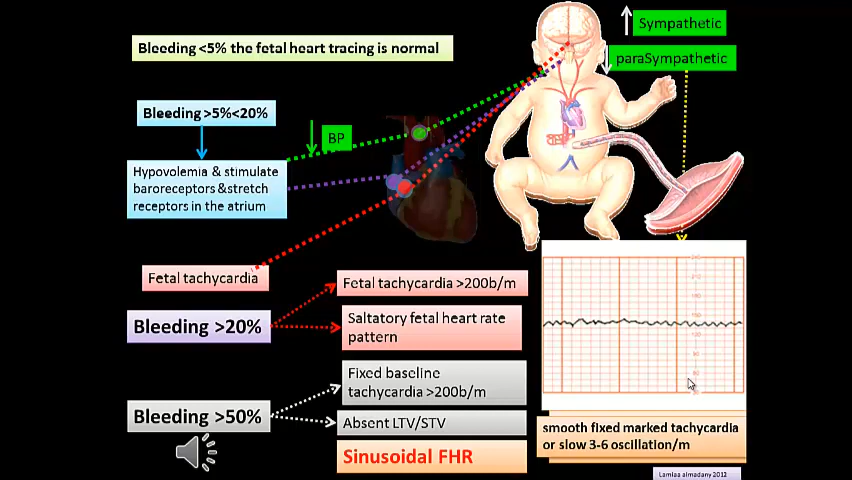 Sympathetic
Bleeding <5% the fetal heart tracing is normal
paraSympathetic
Bleeding >5%<20%
BP
Hypovolemia & stimulate
baroreceptors &stretch
receptors in the atrium
Fetal tachycardia
Fetal tachycardia >200b/m
Bleeding >20%
Saltatory fetal heart rate
pattern
Fixed baseline
tachycardia >200b/m
Bleeding >50%
Absent LTV/STV
Sinusoidal FHR
smooth fixed marked tachycardia
or slow 3-6 oscillation/m
Lamiaa almadany 2012